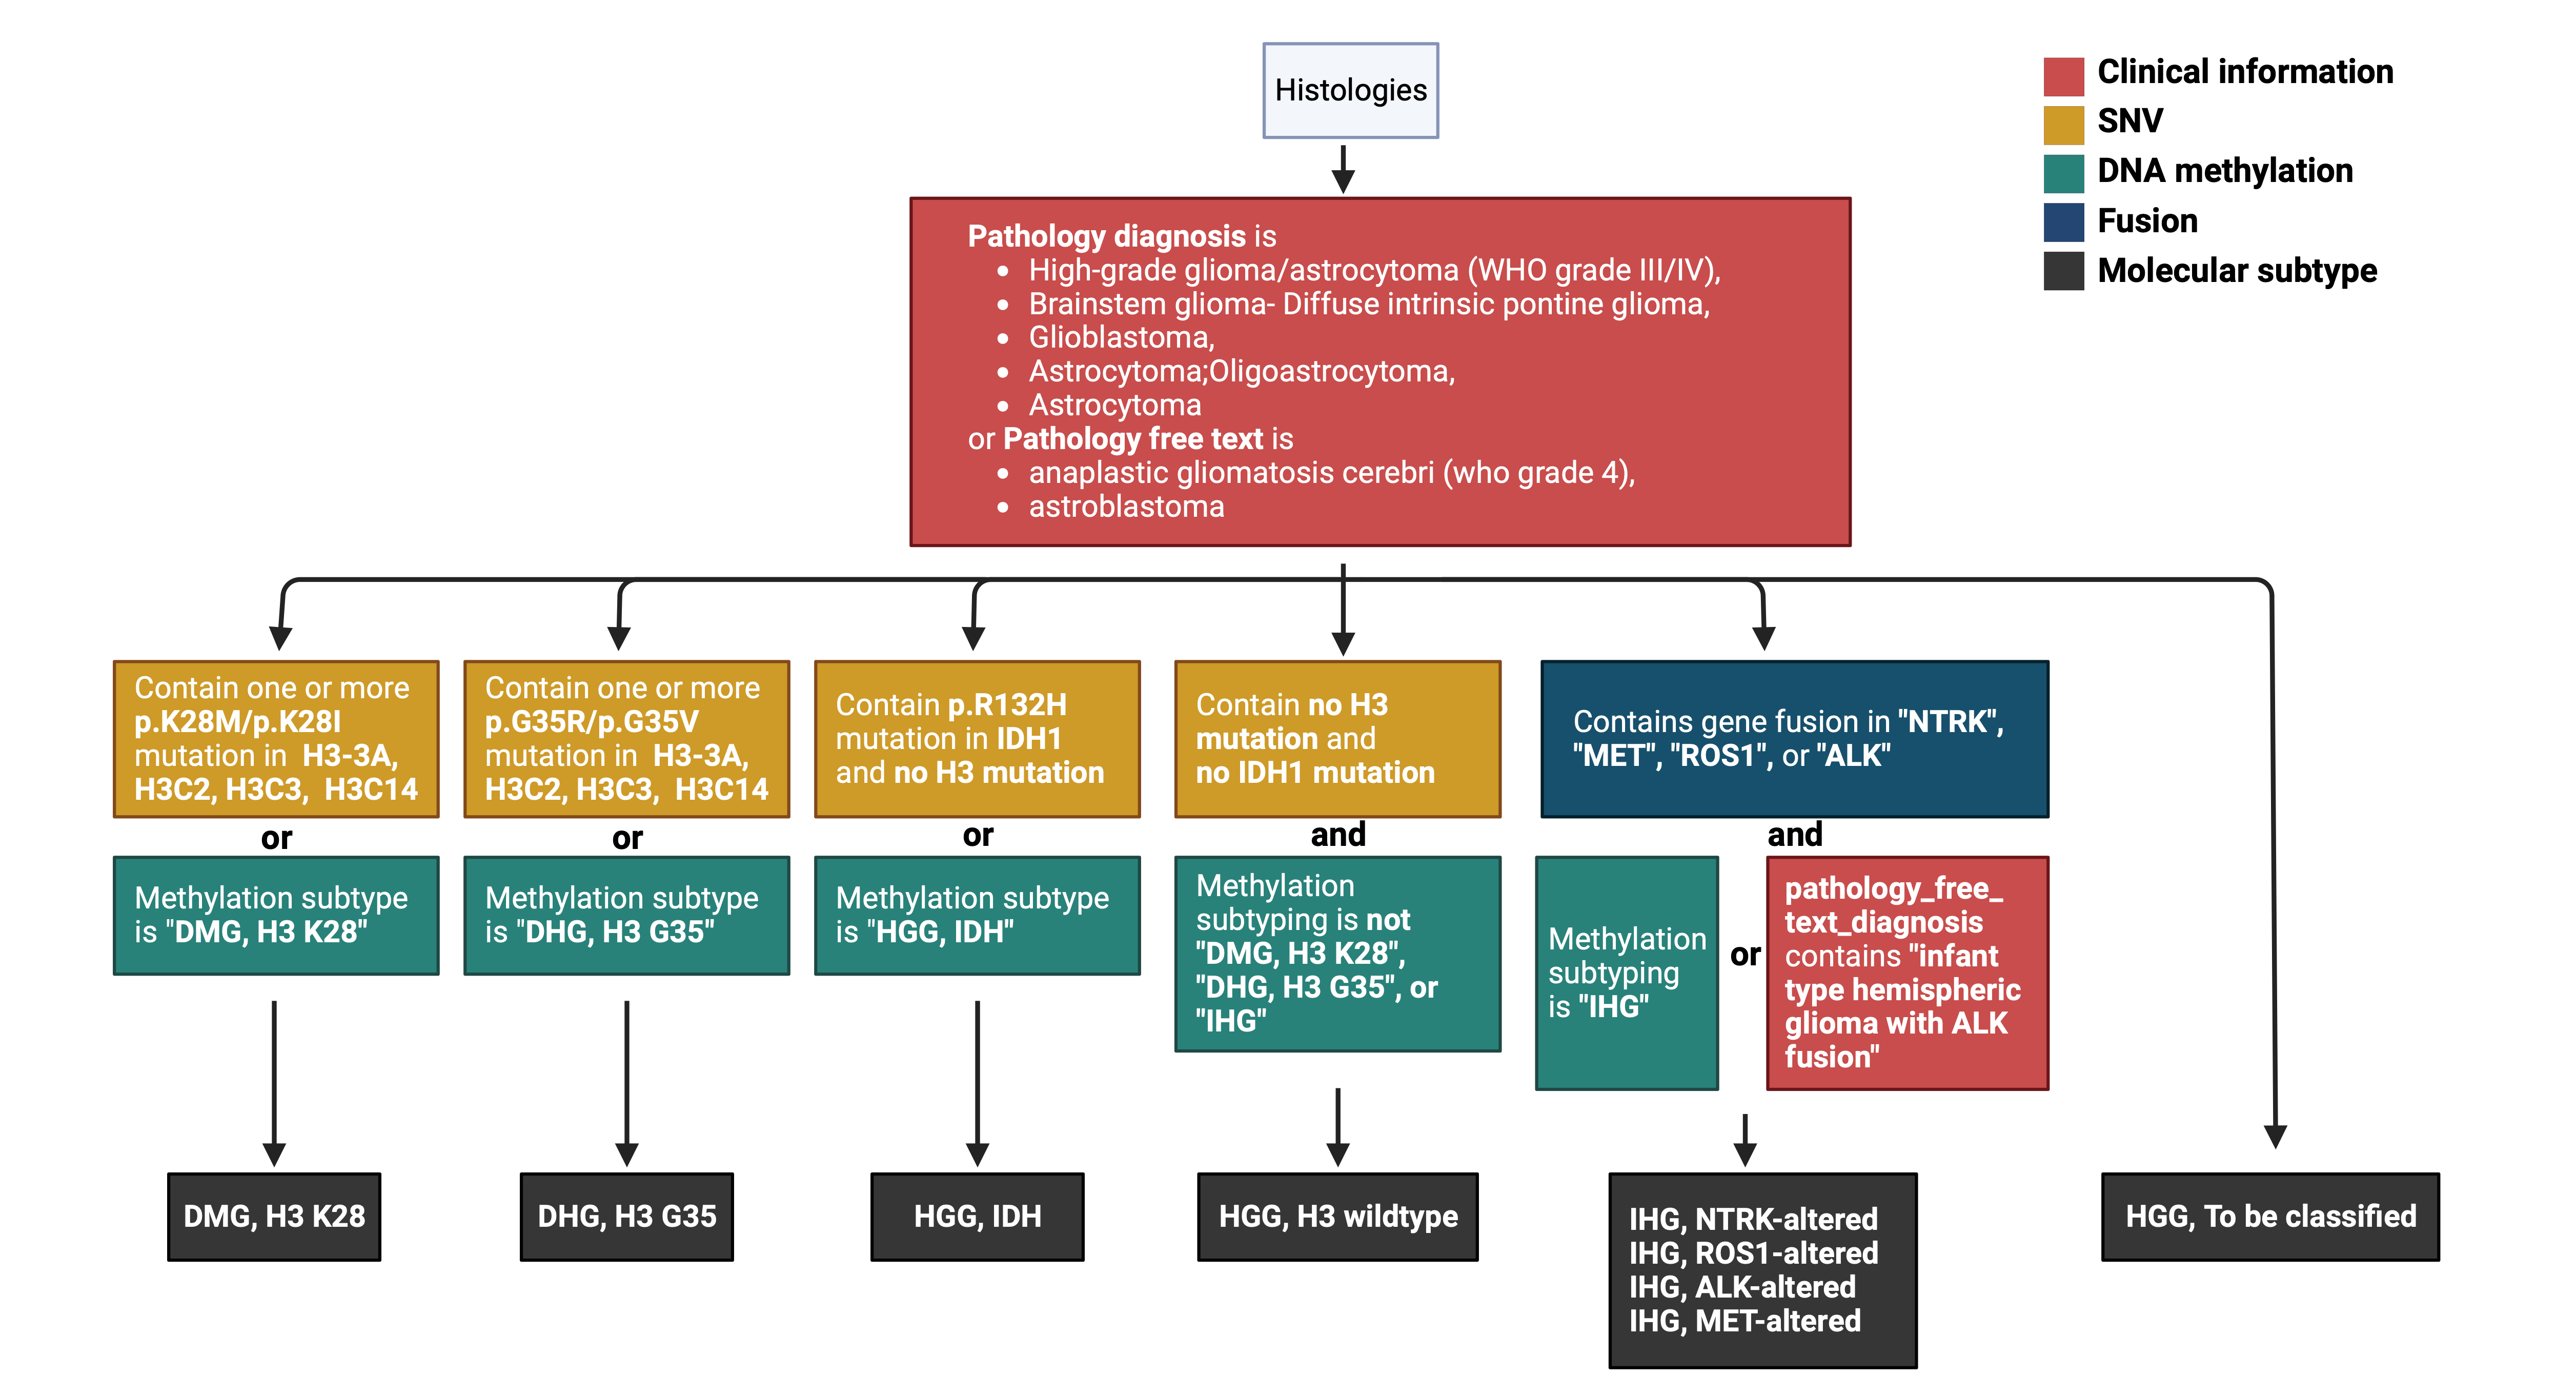 Histologies
Clinical information
SNV
DNA methylation
Fusion
Molecular subtype
Pathology diagnosis is
• High-grade glioma/astrocytoma (WHO grade III/IV),
• Brainstem glioma- Diffuse intrinsic pontine glioma,
• Glioblastoma,
• Astrocytoma;Oligoastrocytoma,
• Astrocytoma
or Pathology free text is
• anaplastic gliomatosis cerebri (who grade 4),
• astroblastoma
Contain one or more
p.K28M/p.K28I
mutation in H3-3A,
H3C2, H3C3, H3C14
or
Methylation subtype
is "DMG, H3 K28"
DMG, H3 K28
Contain one or more
p.G35R/p.G35V
mutation in H3-3A,
H3C2, H3C3, H3C14
or
Methylation subtype
is "DHG, H3 G35"
DHG, H3 G35
Contain p.R132H
mutation in IDH1
and no H3 mutation
or
Methylation subtype
is "HGG, IDH"
HGG, IDH
Contain no H3
mutation and
no IDH1 mutation
and
Methylation
subtyping is not
"DMG, H3 K28",
"DHG, H3 G35", or
"IHG"
HGG, H3 wildtype
Contains gene fusion in "NTRK",
"MET", "ROS1", or "ALK"
and
Methylation
subtyping
is "IHG"
or
pathology_free_
text_diagnosis
contains "infant
type hemispheric
glioma with ALK
fusion"
IHG, NTRK-altered
IHG, ROS1-altered
IHG, ALK-altered
IHG, MET-altered
HGG, To be classified